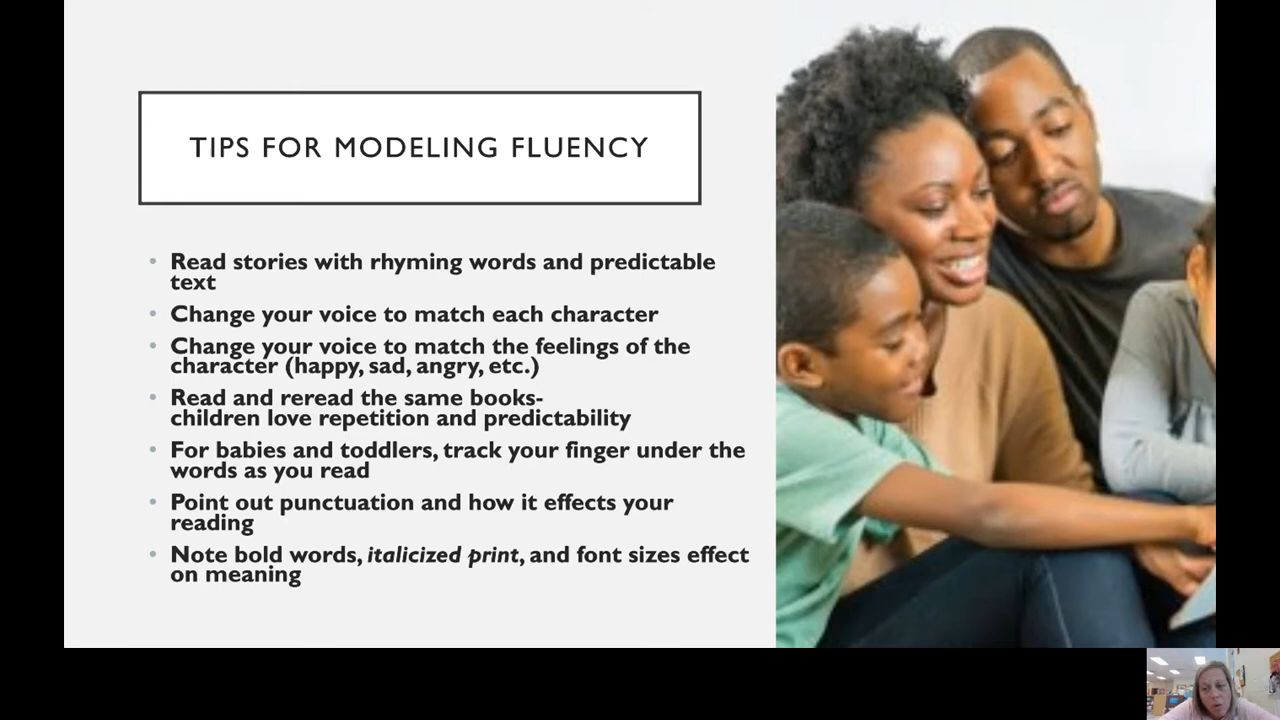 TIPS FOR MODELING FLUENCY
• Read stories with rhyming words and predictable
text
• Change your voice to match each character
• Change your voice to match the feelings of the
character (happy, sad, angry, etc.)
• Read and reread the same books-
children love repetition and predictability
• For babies and toddlers, track your finger under the
words as you read
• Point out punctuation and how it effects your
reading
• Note bold words, italicized print, and font sizes effect
on meaning